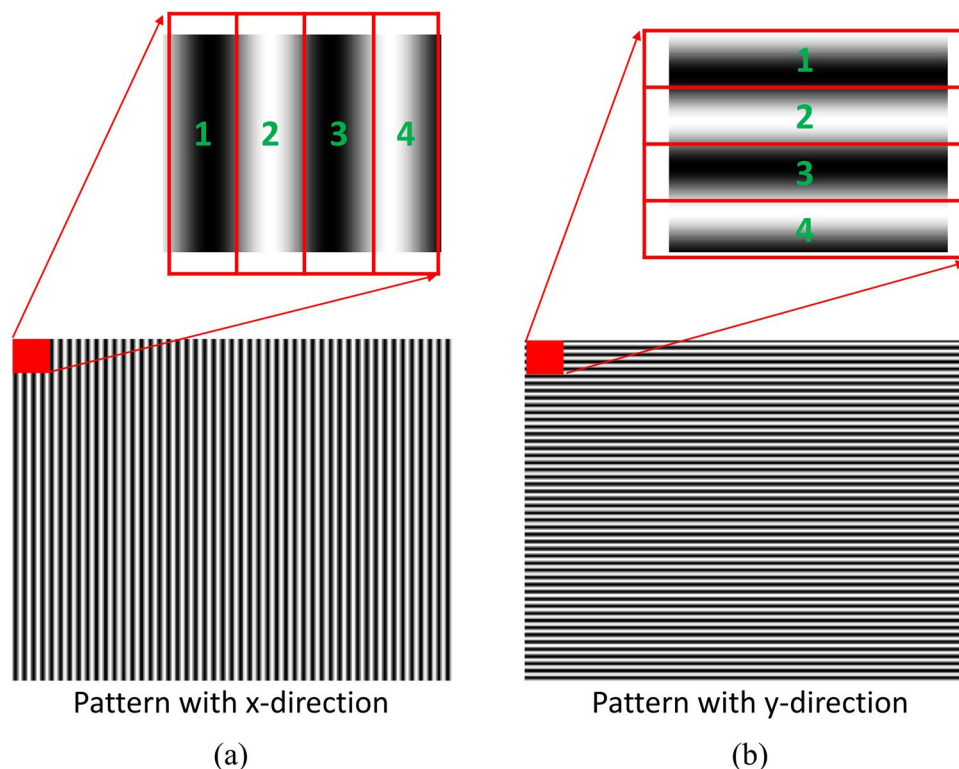 1 2 3 4
1
2
3
4
Pattern with x-direction
Pattern with y-direction
(a)
(b)